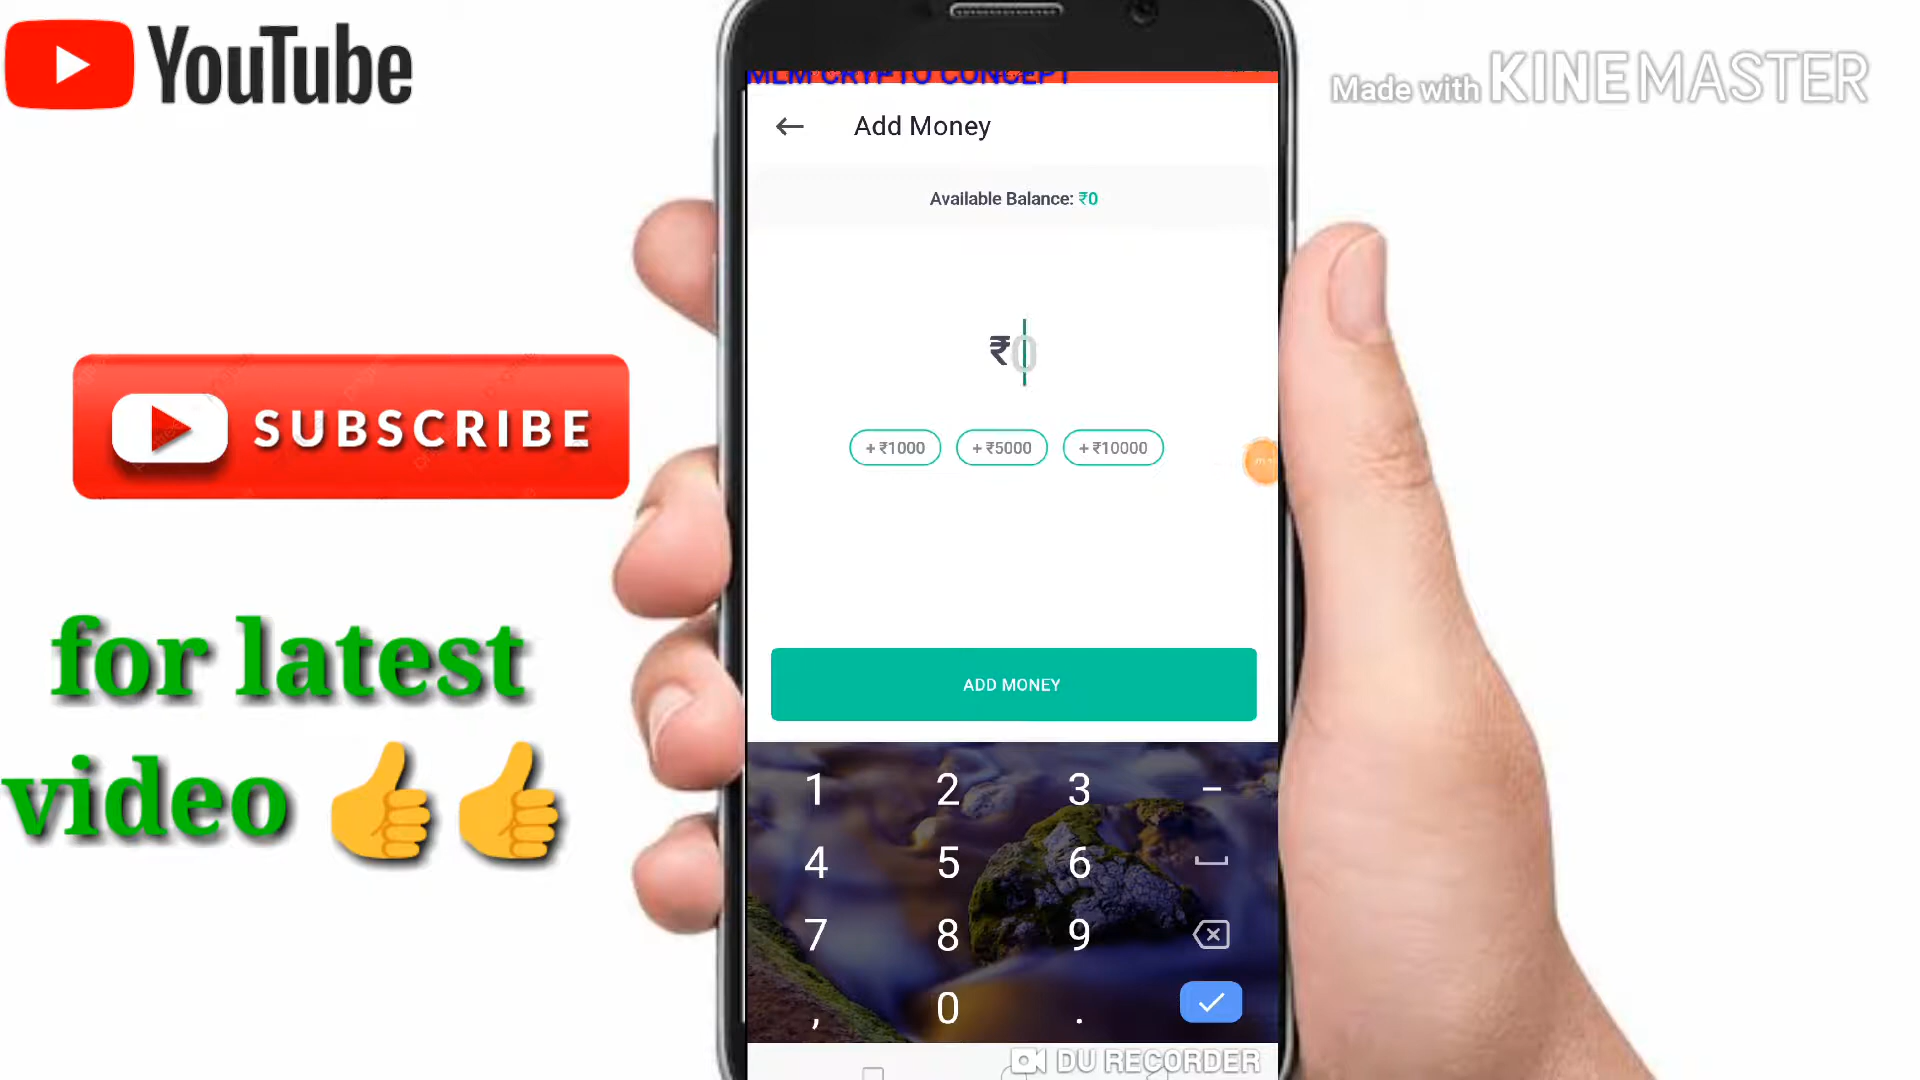 YouTube
Made with KINEMASTER
MLM CRYPTO CONCEPT
Add Money
Available Balance: ₹0
₹0
+ ₹1000 + ₹5000 + ₹10000
SUBSCRIBE
for latest
video 👍👍
ADD MONEY
1 2 3 -
4 5 6
7 8 9
, 0 .
DU RECORDER